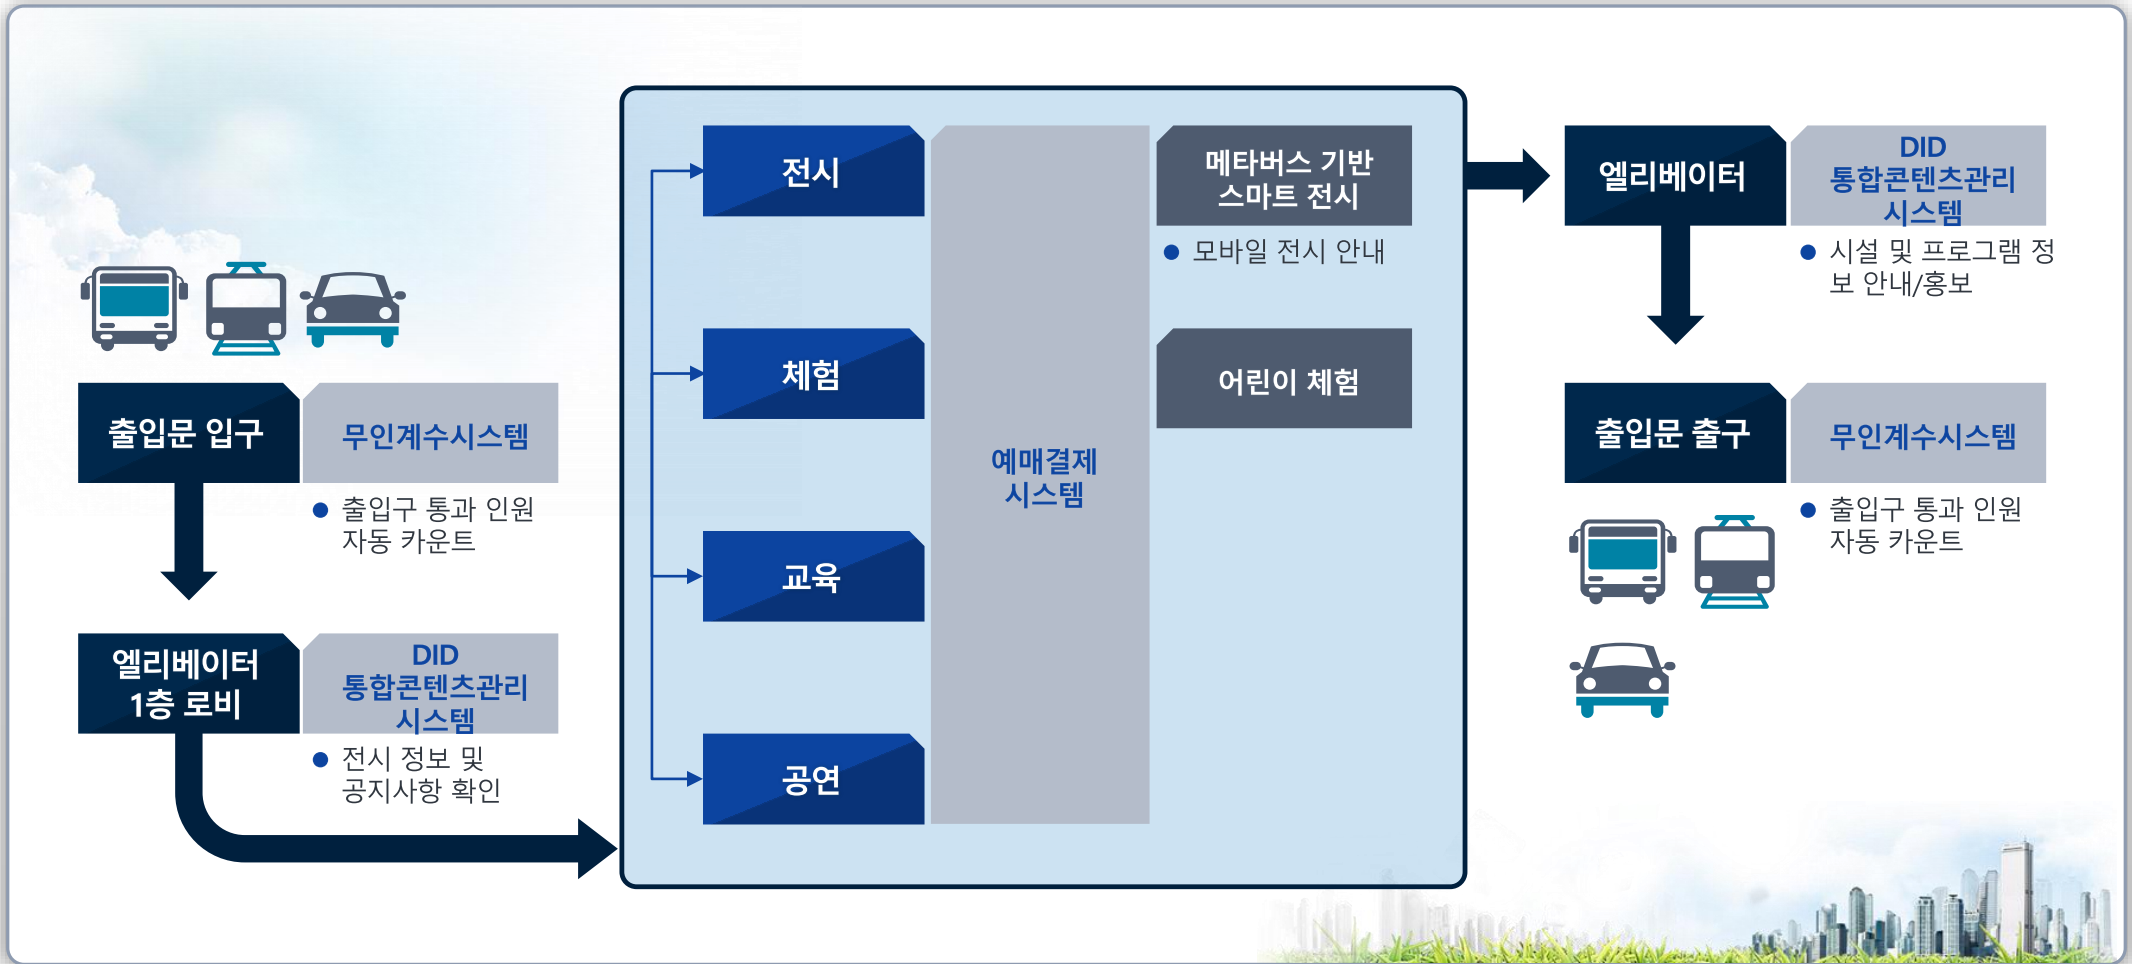 출입문 입구
무인계수시스템
출입구 통과 인원
자동 카운트
엘리베이터
1층 로비
DID
통합콘텐츠관리
시스템
전시 정보 및
공지사항 확인
전시
체험
교육
공연
예매결제
시스템
메타버스 기반
스마트 전시
모바일 전시 안내
어린이 체험
엘리베이터
DID
통합콘텐츠관리
시스템
시설 및 프로그램 정
보 안내/홍보
출입문 출구
무인계수시스템
출입구 통과 인원
자동 카운트